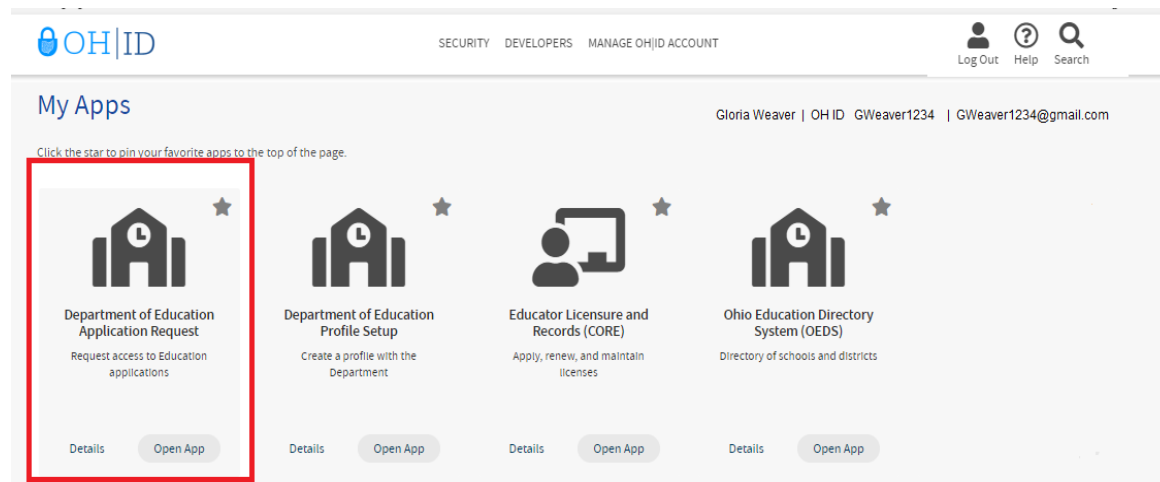 OH|ID
SECURITY DEVELOPERS MANAGE OH|ID ACCOUNT
Log Out Help Search
My Apps
Gloria Weaver | OH ID GWeaver1234 | GWeaver1234@gmail.com
Click the star to pin your favorite apps to the top of the page.
Department of Education
Application Request
Request access to Education
applications
Details Open App
Department of Education
Profile Setup
Create a profile with the
Department
Details Open App
Educator Licensure and
Records (CORE)
Apply, renew, and maintain
licenses
Details Open App
Ohio Education Directory
System (OEDS)
Directory of schools and districts
Details Open App